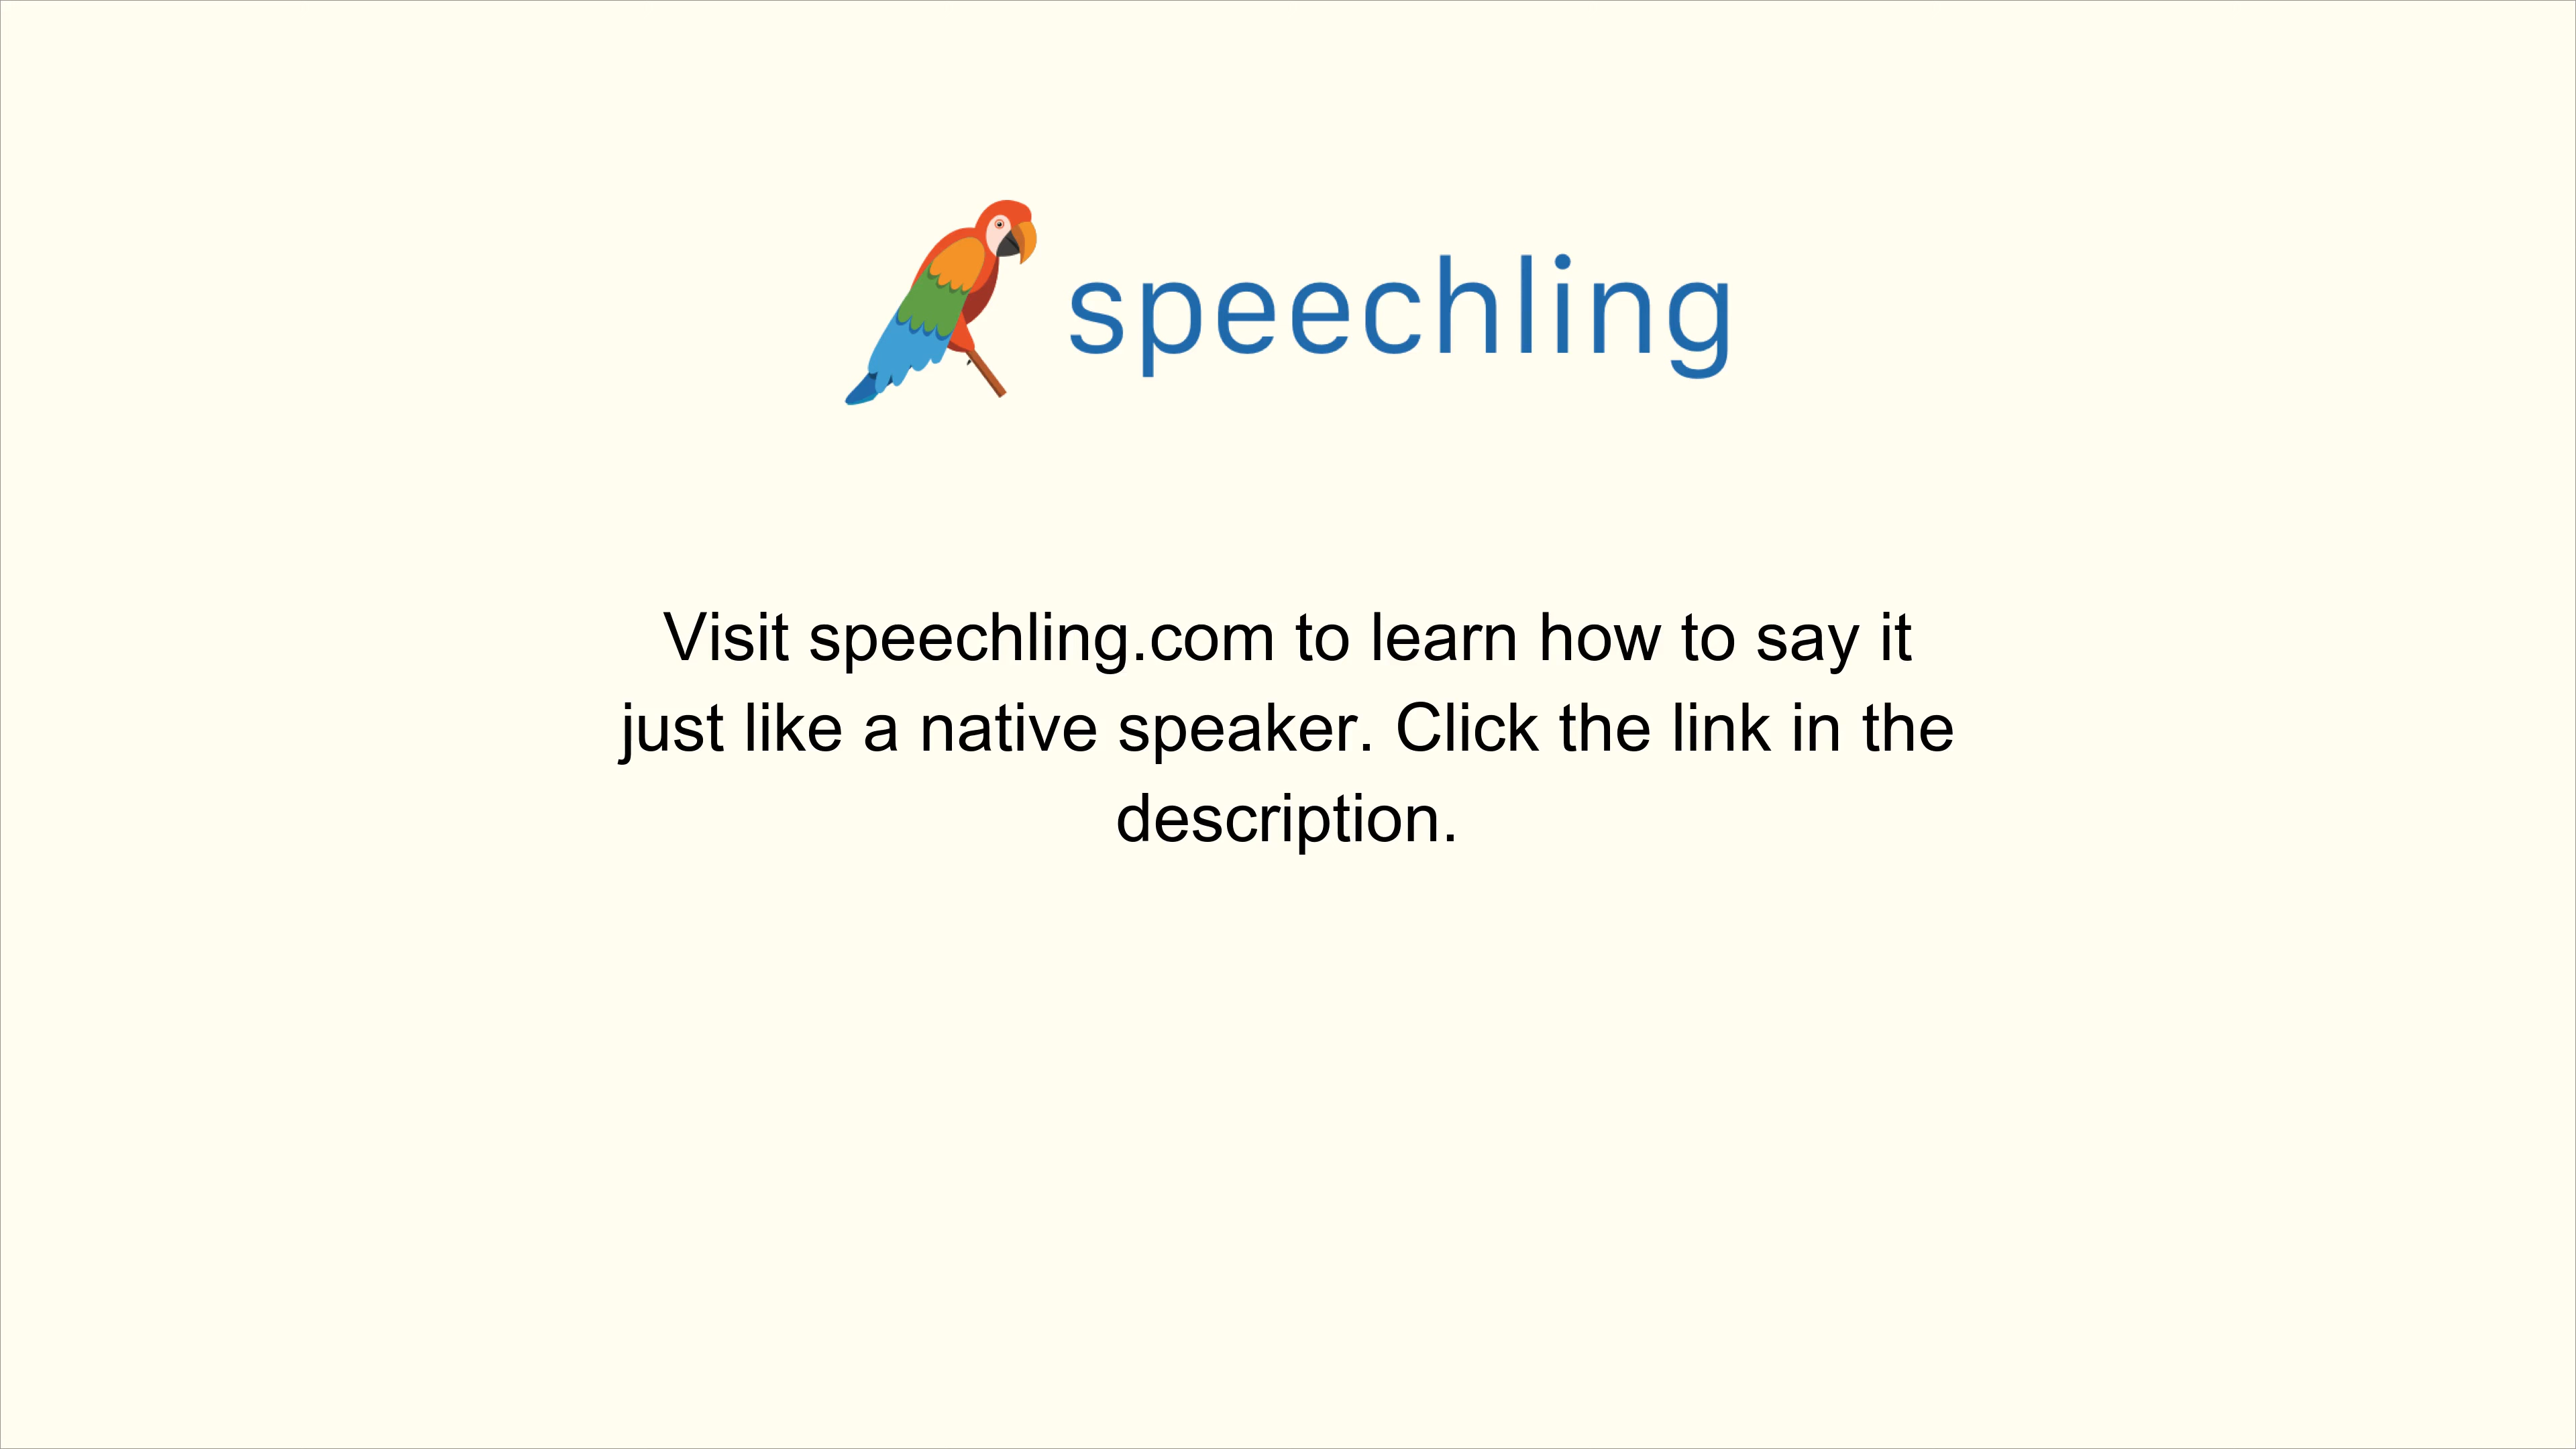 speechling
Visit speechling.com to learn how to say it
just like a native speaker. Click the link in the
description.